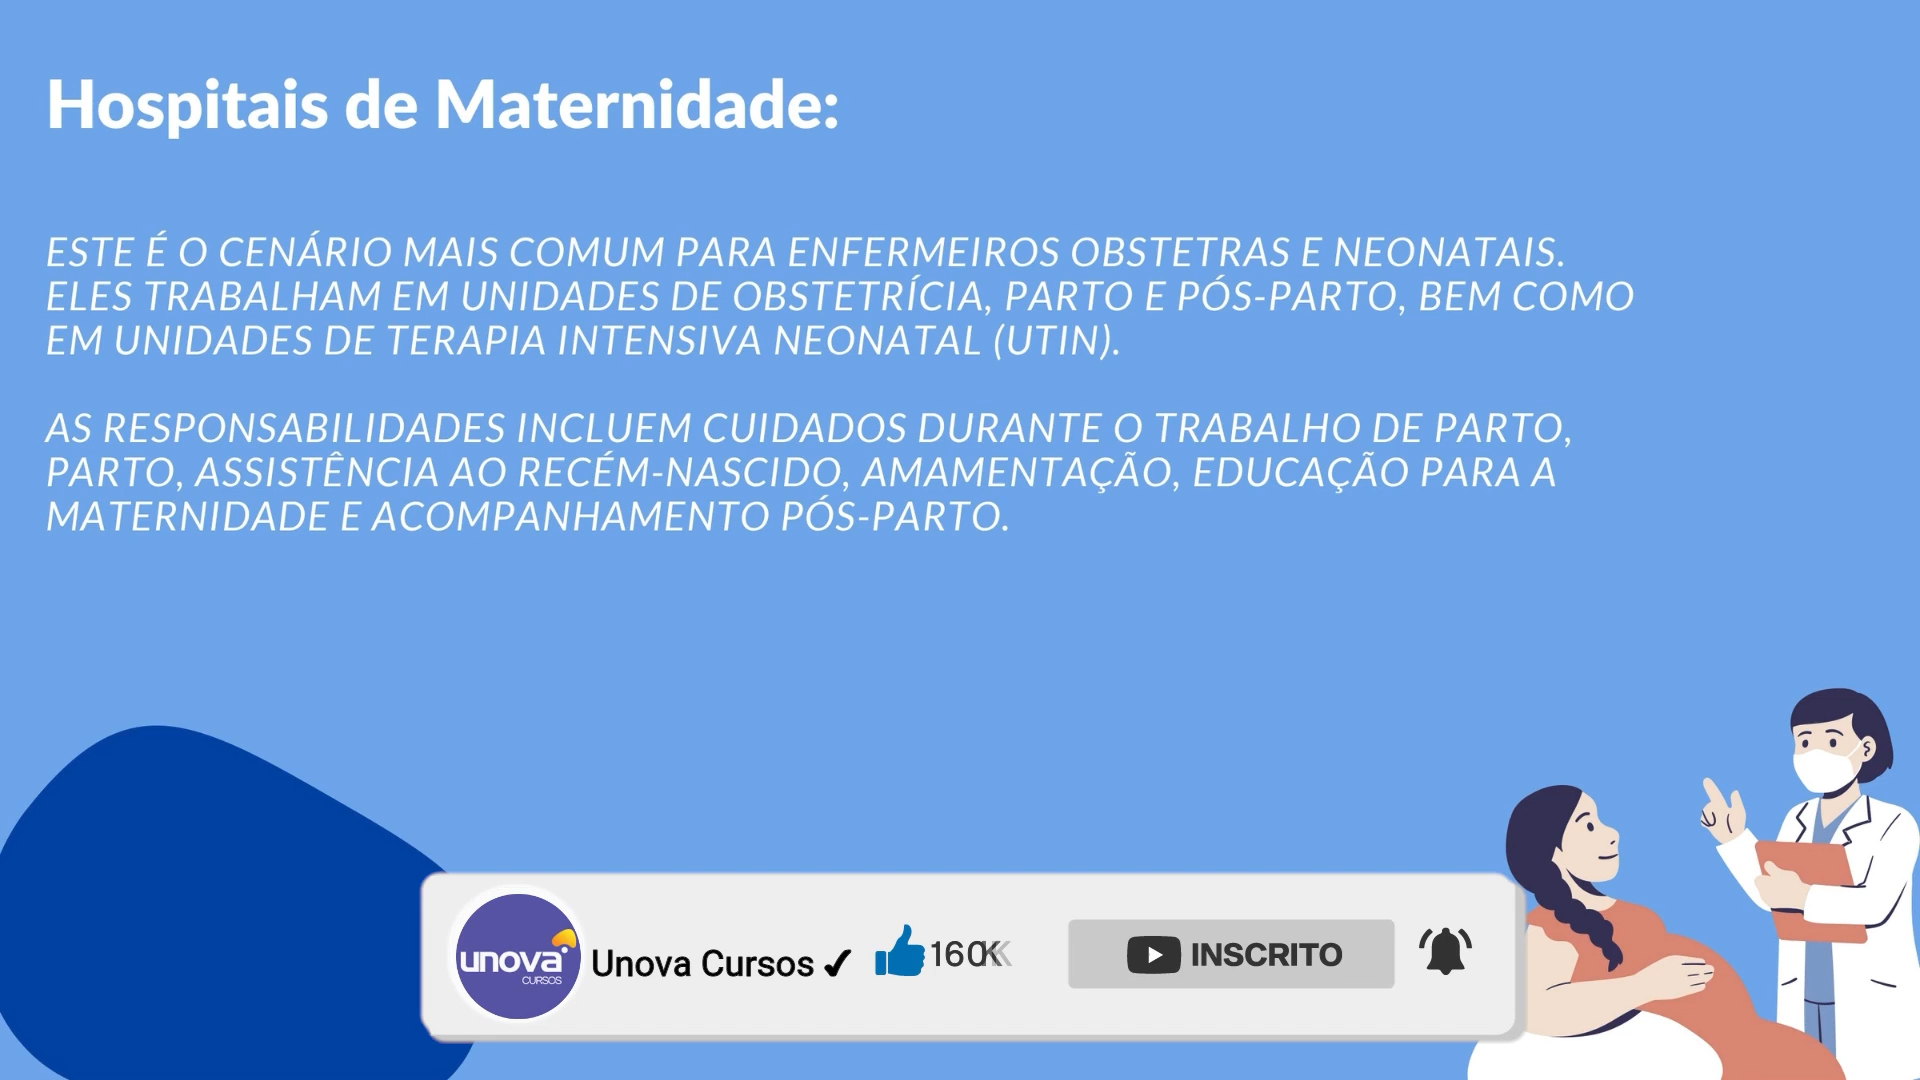 Hospitais de Maternidade:
ESTE É O CENÁRIO MAIS COMUM PARA ENFERMEIROS OBSTETRAS E NEONATAIS.
ELES TRABALHAM EM UNIDADES DE OBSTETRÍCIA, PARTO E PÓS-PARTO, BEM COMO
EM UNIDADES DE TERAPIA INTENSIVA NEONATAL (UTIN).
AS RESPONSABILIDADES INCLUEM CUIDADOS DURANTE O TRABALHO DE PARTO,
PARTO, ASSISTÊNCIA AO RECÉM-NASCIDO, AMAMENTAÇÃO, EDUCAÇÃO PARA A
MATERNIDADE E ACOMPANHAMENTO PÓS-PARTO.
unova
CURSOS
Unova Cursos ✔
160K
INSCRITO